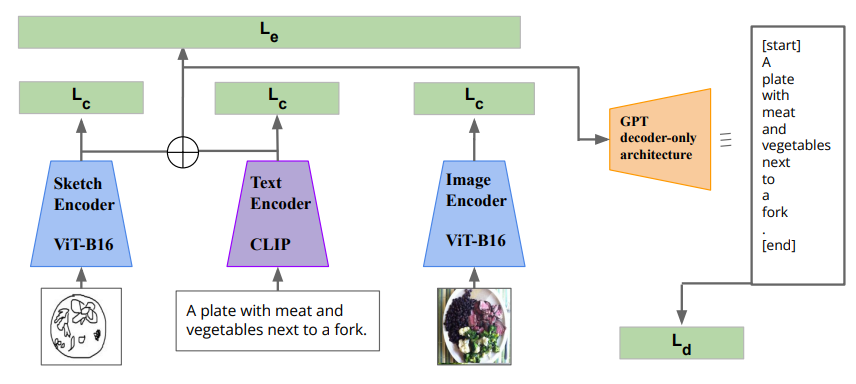 Le
Lc
Lc
Lc
Sketch
Encoder
ViT-B16
Text
Encoder
CLIP
Image
Encoder
ViT-B16
A plate with meat and
vegetables next to a fork.
GPT
decoder-only
architecture
[start]
A
plate
with
meat
and
vegetables
next
to
a
fork
.
[end]
Ld